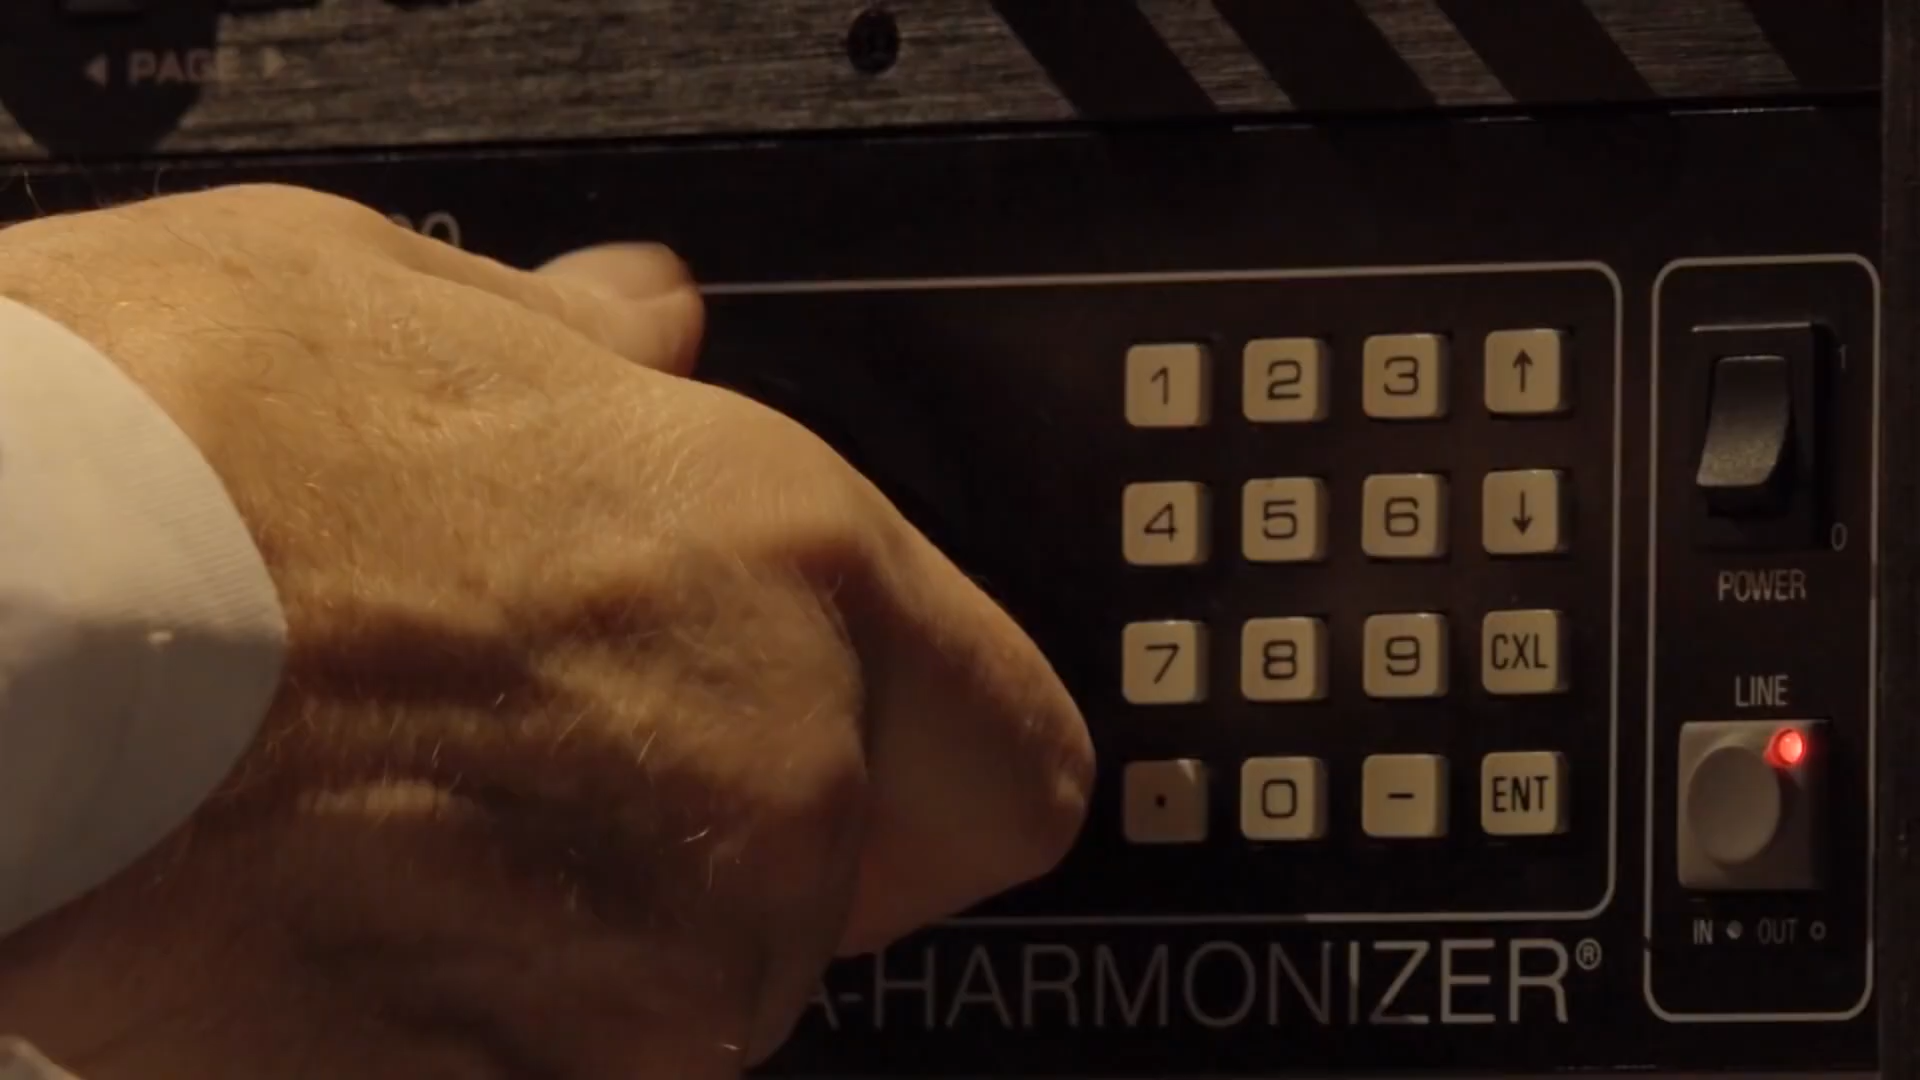 ◄ PAGE ►
00
1 2 3 ↑
4 5 6 ↓
7 8 9 CXL
. 0 – ENT
1
0
POWER
LINE
IN OUT
A-HARMONIZER®